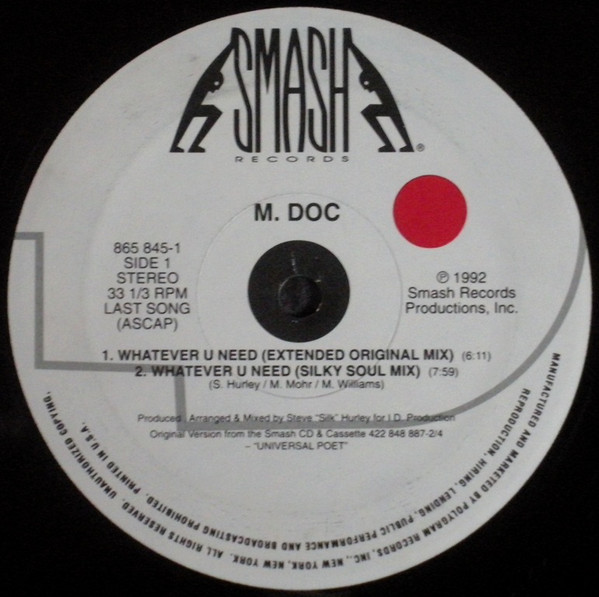 SMASH
RECORDS ®
M. DOC
865 845-1
SIDE 1
STEREO
33 1/3 RPM
LAST SONG
(ASCAP)
℗ 1992
Smash Records
Productions, Inc.
1. WHATEVER U NEED (EXTENDED ORIGINAL MIX) (6:11)
2. WHATEVER U NEED (SILKY SOUL MIX) (7:59)
(S. Hurley / M. Mohr / M. Williams)
Produced, Arranged & Mixed by Steve "Silk" Hurley for I.D. Production
Original Version from the Smash CD & Cassette 422 848 887-2/4
– "UNIVERSAL POET"
MANUFACTURED AND MARKETED BY POLYGRAM RECORDS, INC., NEW YORK, NEW YORK. ALL RIGHTS RESERVED. UNAUTHORIZED COPYING,
REPRODUCTION, HIRING, LENDING, PUBLIC PERFORMANCE AND BROADCASTING PROHIBITED. PRINTED IN U.S.A.